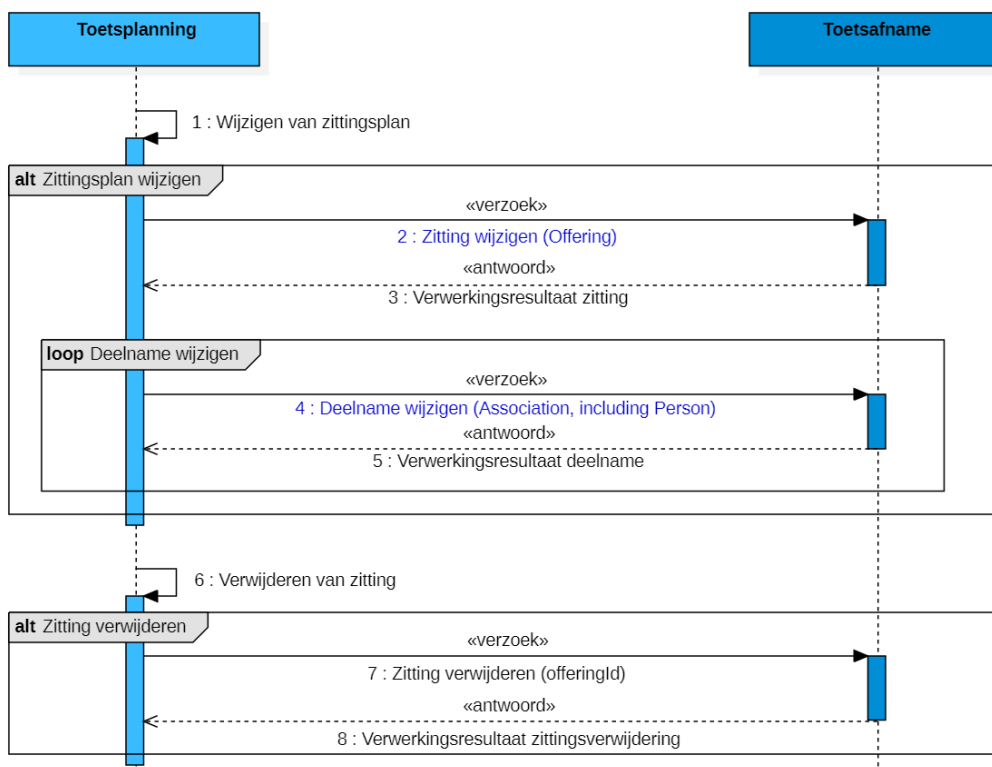 Toetsplanning
Toetsafname
1 : Wijzigen van zittingsplan
alt Zittingsplan wijzigen
«verzoek»
2 : Zitting wijzigen (Offering)
«antwoord»
3 : Verwerkingsresultaat zitting
loop Deelname wijzigen
«verzoek»
4 : Deelname wijzigen (Association, including Person)
«antwoord»
5 : Verwerkingsresultaat deelname
6 : Verwijderen van zitting
alt Zitting verwijderen
«verzoek»
7 : Zitting verwijderen (offeringId)
«antwoord»
8 : Verwerkingsresultaat zittingsverwijdering